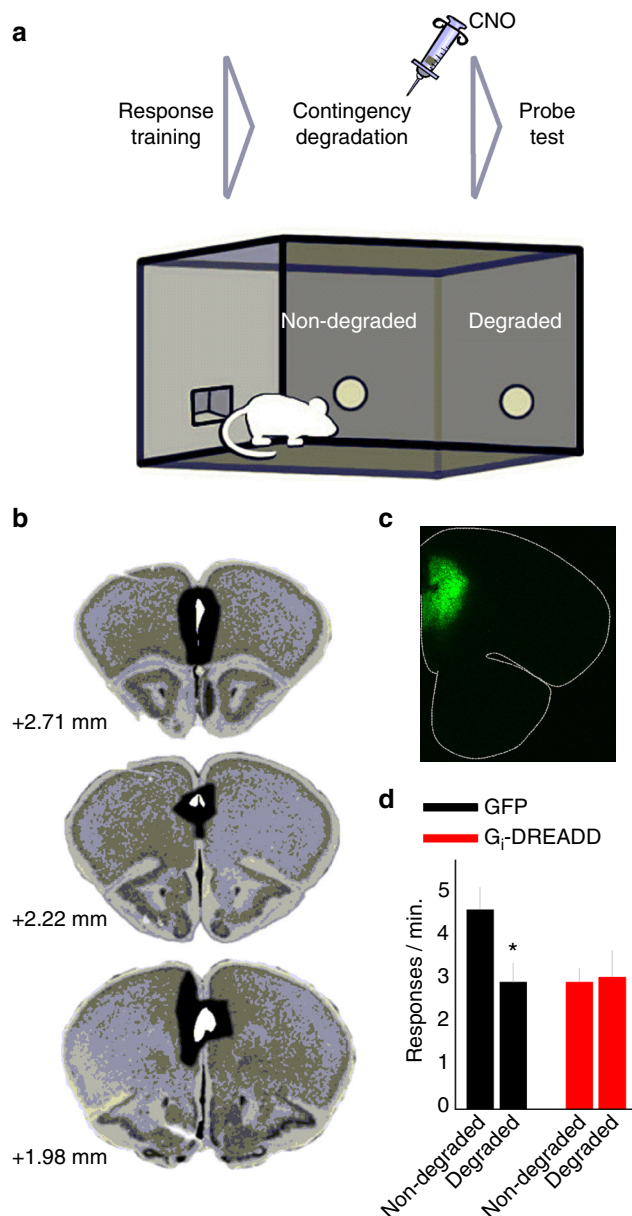 a
CNO
Response
training
Contingency
degradation
Probe
test
Non-degraded
Degraded
b
+2.71 mm
+2.22 mm
+1.98 mm
c
d
GFP
Gi-DREADD
Responses / min.
5
4
3
2
1
0
*
Non-degraded
Degraded
Non-degraded
Degraded